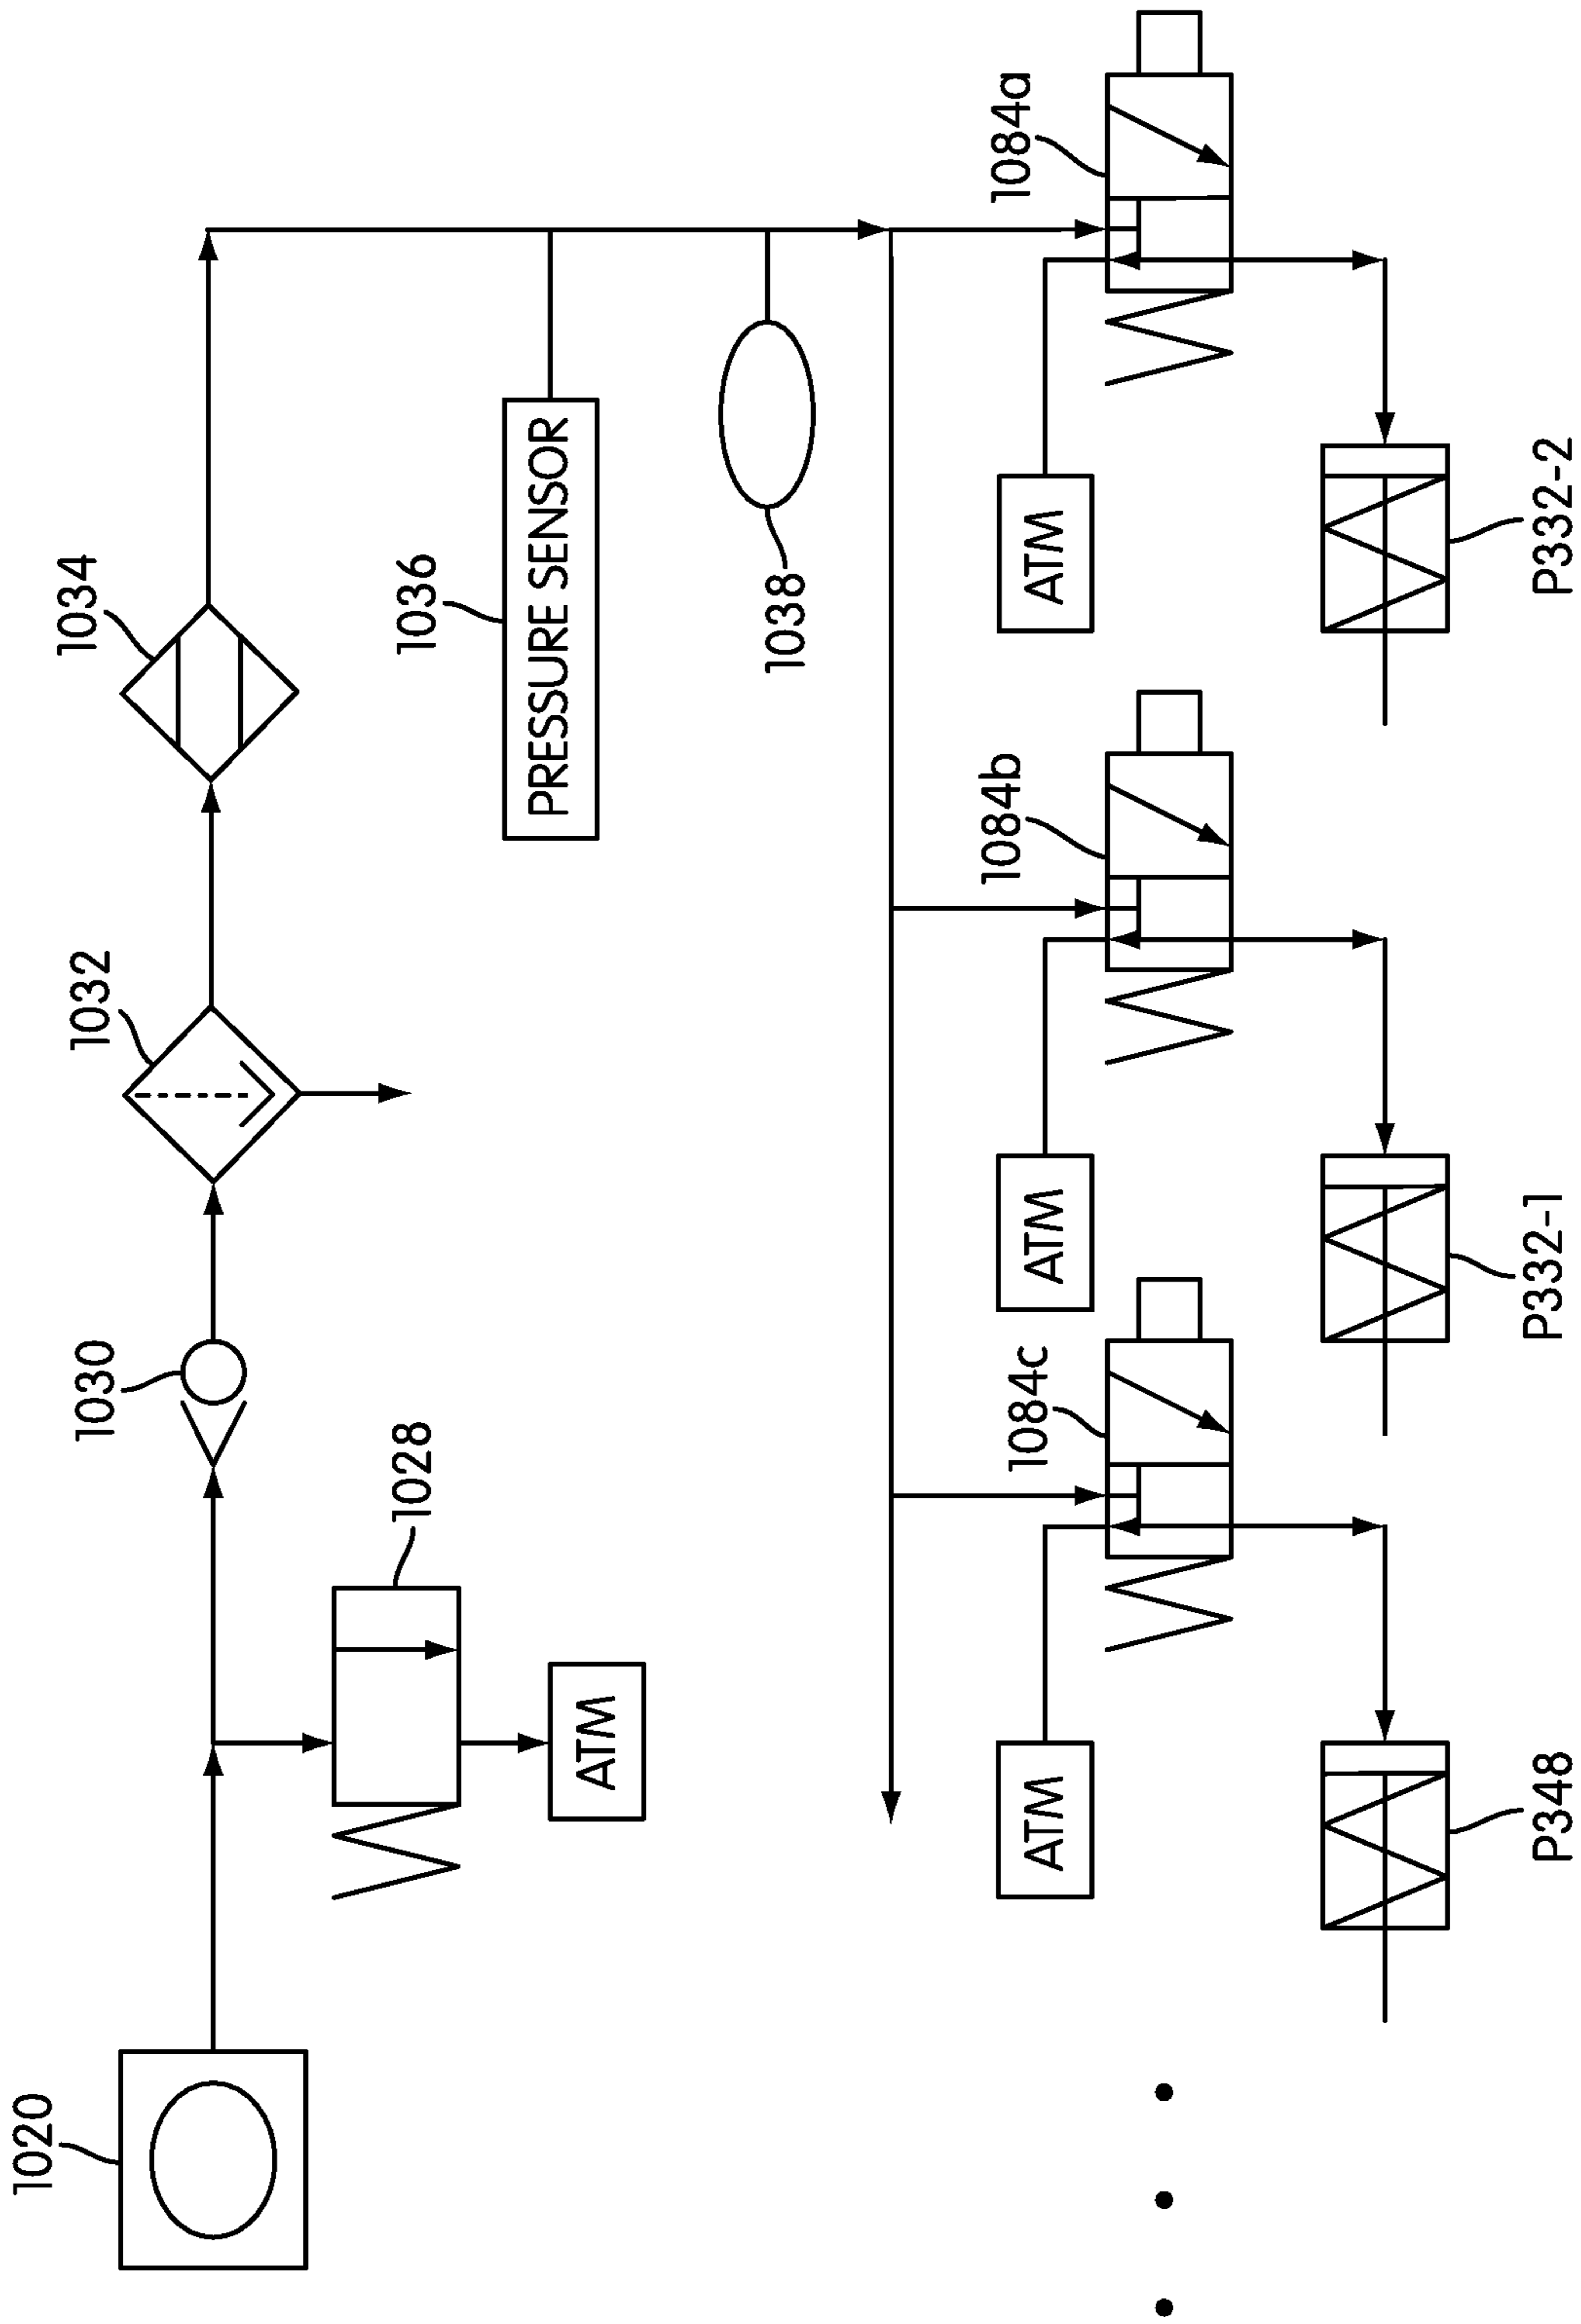 1020
1028
ATM
1030
1032
1034
1036
PRESSURE SENSOR
1038
1084a
ATM
P332-2
1084b
ATM
P332-1
1084c
ATM
P348